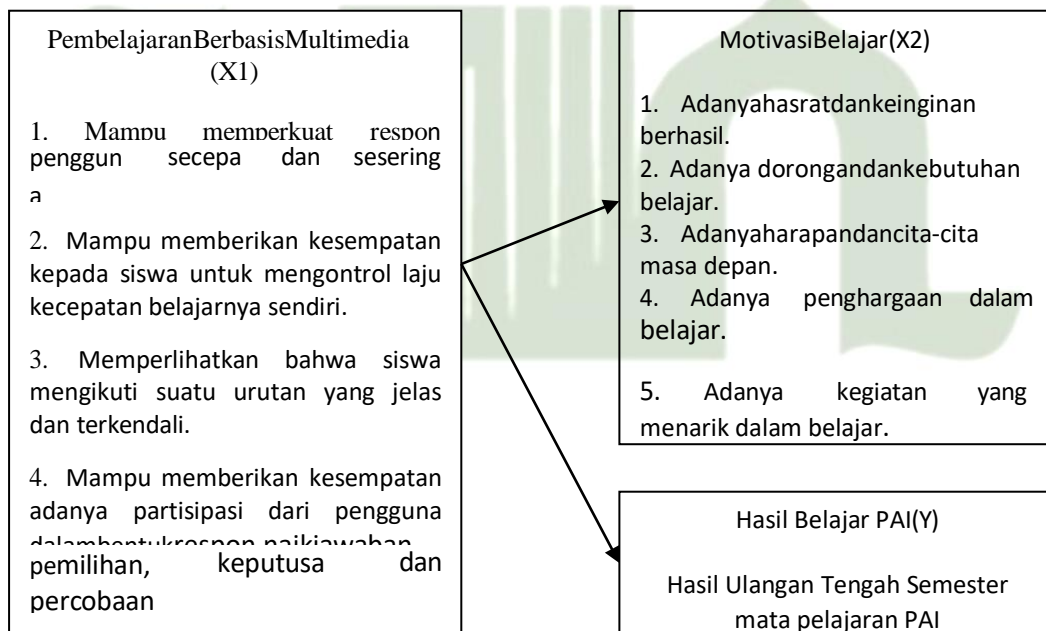 PembelajaranBerbasisMultimedia
(X1)
1. Mampu memperkuat respon
penggun secepa dan sesering
a
2. Mampu memberikan kesempatan
kepada siswa untuk mengontrol laju
kecepatan belajarnya sendiri.
3. Memperlihatkan bahwa siswa
mengikuti suatu urutan yang jelas
dan terkendali.
4. Mampu memberikan kesempatan
adanya partisipasi dari pengguna
dalambentukrespon,
pemilihan, keputusa dan
percobaan
MotivasiBelajar(X2)
1. Adanyahasratdankeinginan
berhasil.
2. Adanya dorongandankebutuhan
belajar.
3. Adanyaharapandancita-cita
masa depan.
4. Adanya penghargaan dalam
belajar.
5. Adanya kegiatan yang
menarik dalam belajar.
Hasil Belajar PAI(Y)
Hasil Ulangan Tengah Semester
mata pelajaran PAI